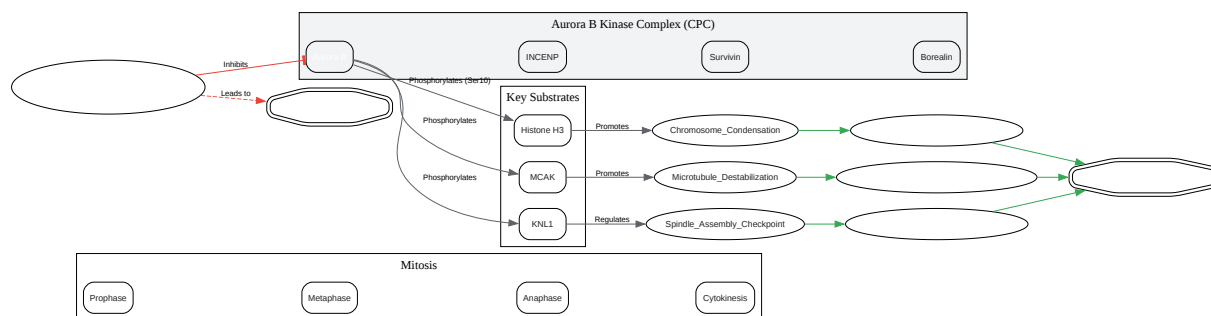 Aurora B Kinase Complex (CPC)
INCENP
Survivin
Borealin
Inhibits
Leads to
Phosphorylates (Ser10)
Key Substrates
Phosphorylates
Histone H3
Promotes
Chromosome_Condensation
MCAK
Promotes
Microtubule_Destabilization
Phosphorylates
KNL1
Regulates
Spindle_Assembly_Checkpoint
Mitosis
Prophase
Metaphase
Anaphase
Cytokinesis